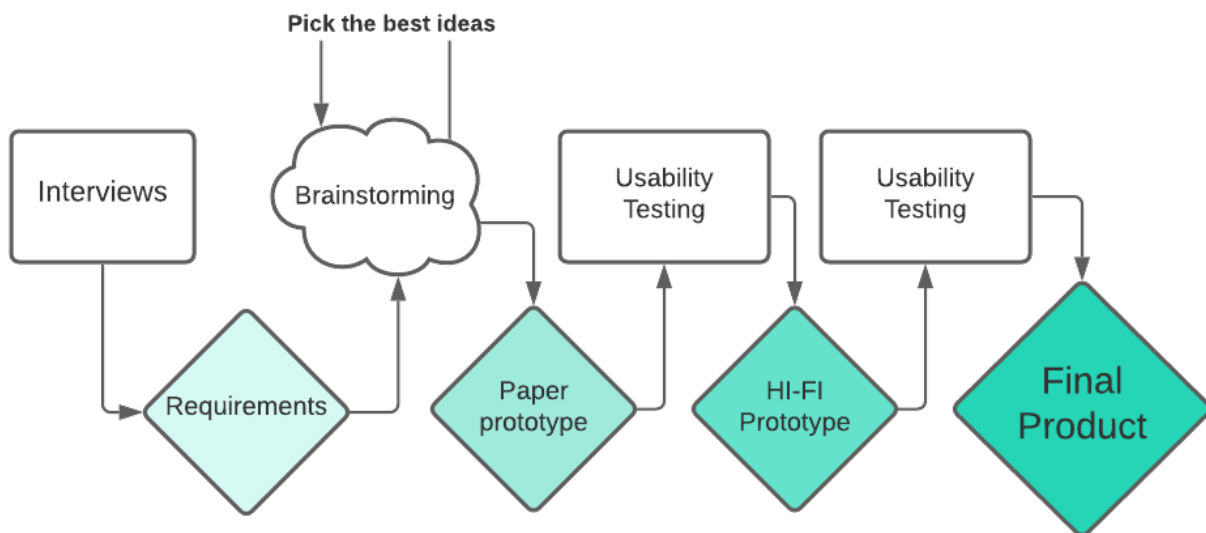 Pick the best ideas
Interviews
Requirements
Brainstorming
Paper
prototype
Usability
Testing
HI-FI
Prototype
Usability
Testing
Final
Product